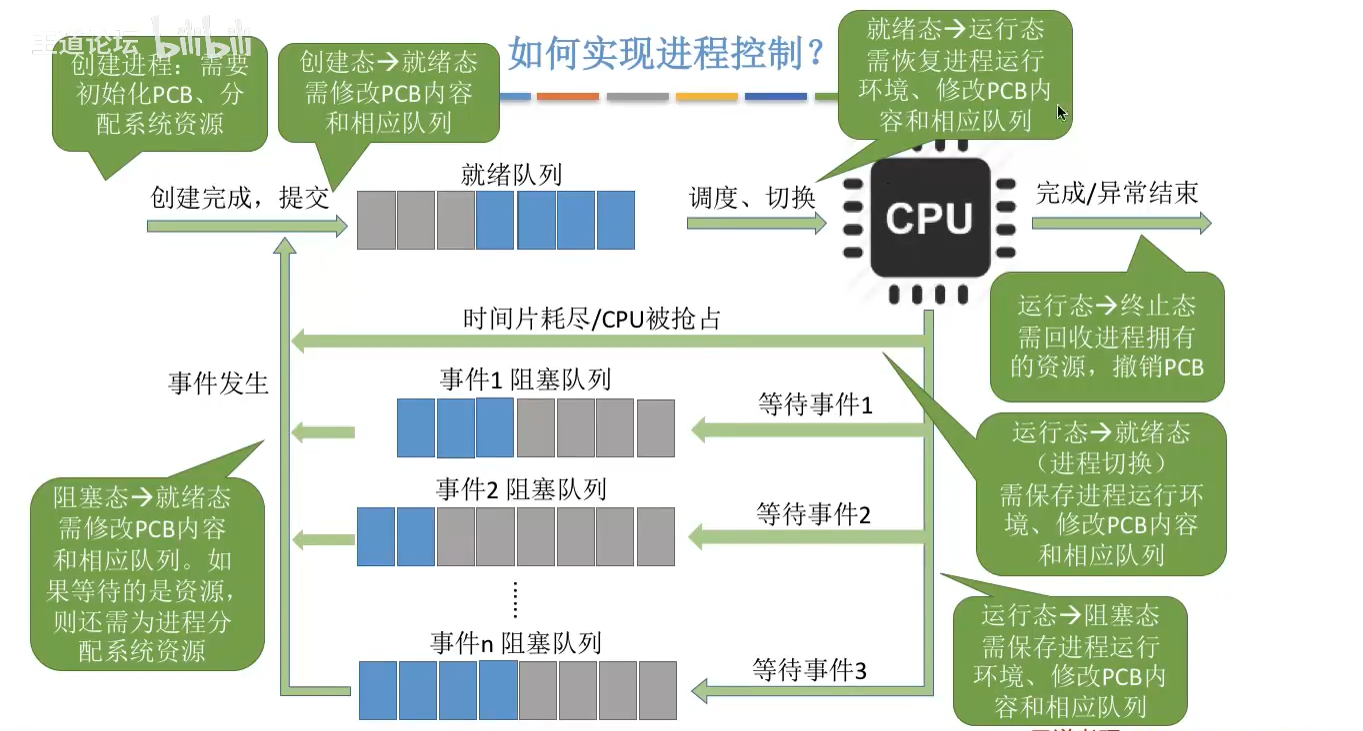 王道论坛 bilibili
创建进程：需要
初始化PCB、分
配系统资源
创建态→就绪态
需修改PCB内容
和相应队列
如何实现进程控制？
就绪态→运行态
需恢复进程运行
环境、修改PCB内
容和相应队列
创建完成，提交
就绪队列
调度、切换
CPU
完成/异常结束
运行态→终止态
需回收进程拥有
的资源，撤销PCB
时间片耗尽/CPU被抢占
事件发生
事件1 阻塞队列
等待事件1
运行态→就绪态
（进程切换）
需保存进程运行环
境、修改PCB内容
和相应队列
事件2 阻塞队列
等待事件2
阻塞态→就绪态
需修改PCB内容
和相应队列。如
果等待的是资源，
则还需为进程分
配系统资源
事件n 阻塞队列
等待事件3
运行态→阻塞态
需保存进程运行
环境、修改PCB内
容和相应队列